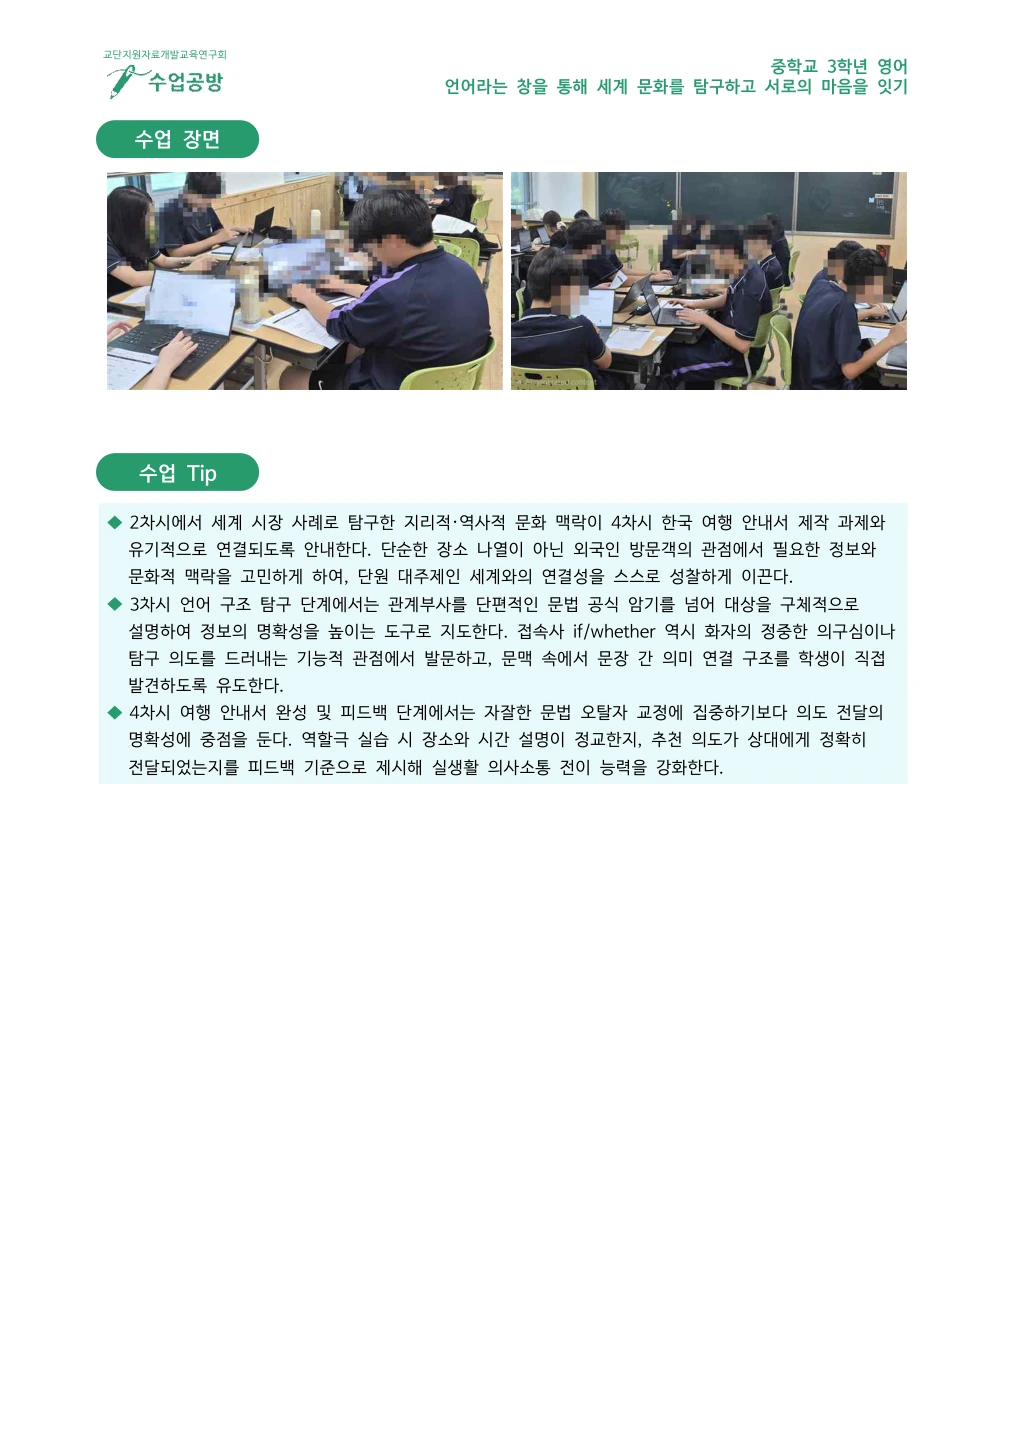 교단지원자료개발교육연구회
수업공방
중학교 3학년 영어
언어라는 창을 통해 세계 문화를 탐구하고 서로의 마음을 잇기
수업 장면
수업 Tip
◆ 2차시에서 세계 시장 사례로 탐구한 지리적·역사적 문화 맥락이 4차시 한국 여행 안내서 제작 과제와
유기적으로 연결되도록 안내한다. 단순한 장소 나열이 아닌 외국인 방문객의 관점에서 필요한 정보와
문화적 맥락을 고민하게 하여, 단원 대주제인 세계와의 연결성을 스스로 성찰하게 이끈다.
◆ 3차시 언어 구조 탐구 단계에서는 관계부사를 단편적인 문법 공식 암기를 넘어 대상을 구체적으로
설명하여 정보의 명확성을 높이는 도구로 지도한다. 접속사 if/whether 역시 화자의 정중한 의구심이나
탐구 의도를 드러내는 기능적 관점에서 발문하고, 문맥 속에서 문장 간 의미 연결 구조를 학생이 직접
발견하도록 유도한다.
◆ 4차시 여행 안내서 완성 및 피드백 단계에서는 자잘한 문법 오탈자 교정에 집중하기보다 의도 전달의
명확성에 중점을 둔다. 역할극 실습 시 장소와 시간 설명이 정교한지, 추천 의도가 상대에게 정확히
전달되었는지를 피드백 기준으로 제시해 실생활 의사소통 전이 능력을 강화한다.